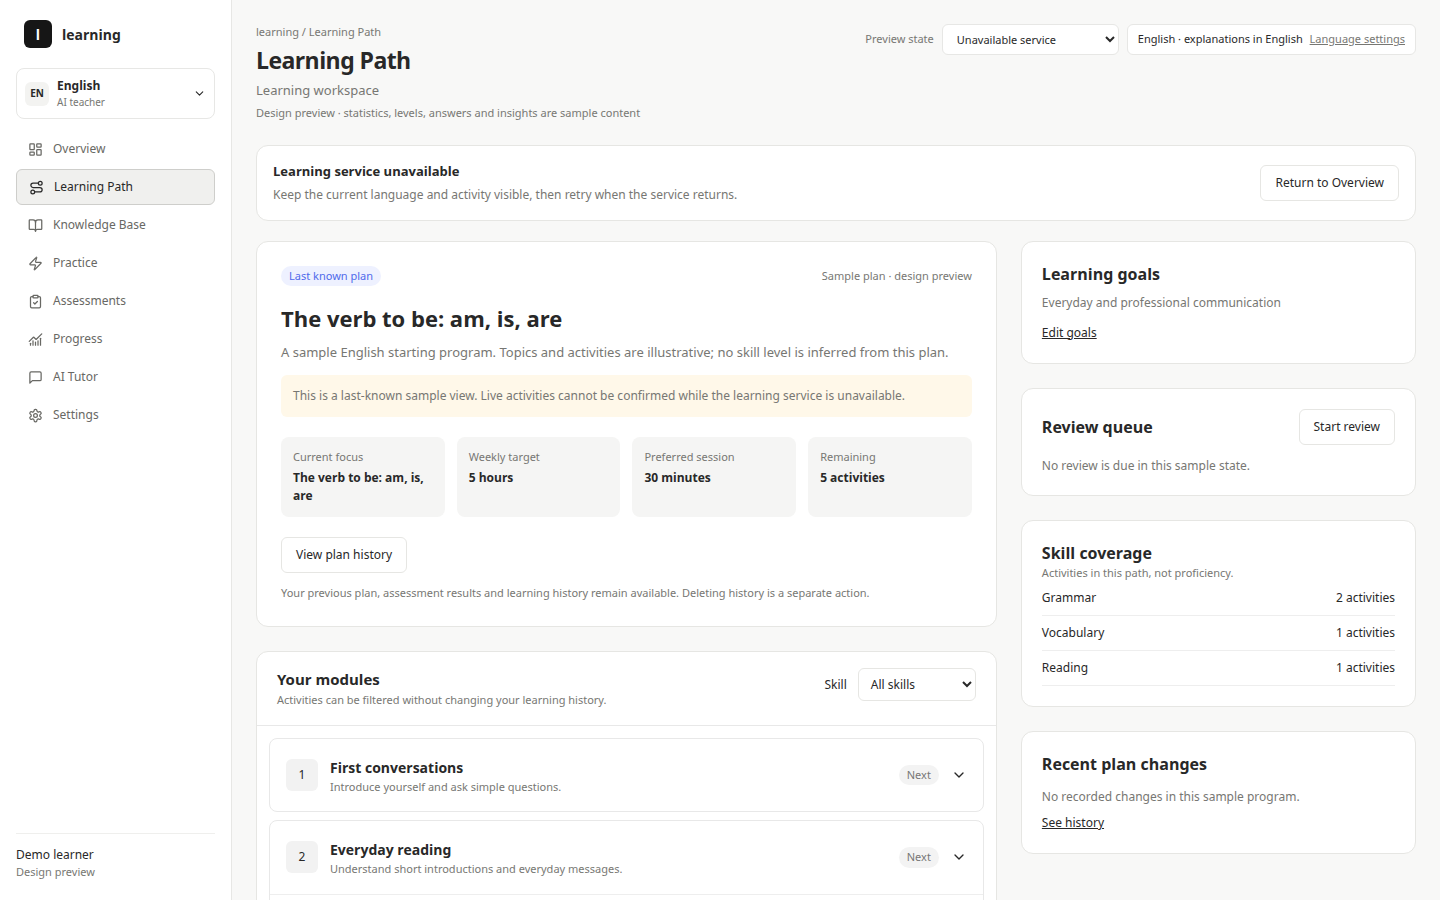 l learning
EN English
AI teacher
Overview
Learning Path
Knowledge Base
Practice
Assessments
Progress
AI Tutor
Settings
Demo learner
Design preview
learning / Learning Path
Learning Path
Learning workspace
Design preview · statistics, levels, answers and insights are sample content
Preview state Unavailable service
English · explanations in English Language settings
Learning service unavailable
Keep the current language and activity visible, then retry when the service returns.
Return to Overview
Last known plan
Sample plan · design preview
The verb to be: am, is, are
A sample English starting program. Topics and activities are illustrative; no skill level is inferred from this plan.
This is a last-known sample view. Live activities cannot be confirmed while the learning service is unavailable.
Current focus
The verb to be: am, is,
are
Weekly target
5 hours
Preferred session
30 minutes
Remaining
5 activities
View plan history
Your previous plan, assessment results and learning history remain available. Deleting history is a separate action.
Your modules
Activities can be filtered without changing your learning history.
Skill All skills
1 First conversations
Introduce yourself and ask simple questions.
Next
2 Everyday reading
Understand short introductions and everyday messages.
Next
Learning goals
Everyday and professional communication
Edit goals
Review queue
Start review
No review is due in this sample state.
Skill coverage
Activities in this path, not proficiency.
Grammar 2 activities
Vocabulary 1 activities
Reading 1 activities
Recent plan changes
No recorded changes in this sample program.
See history